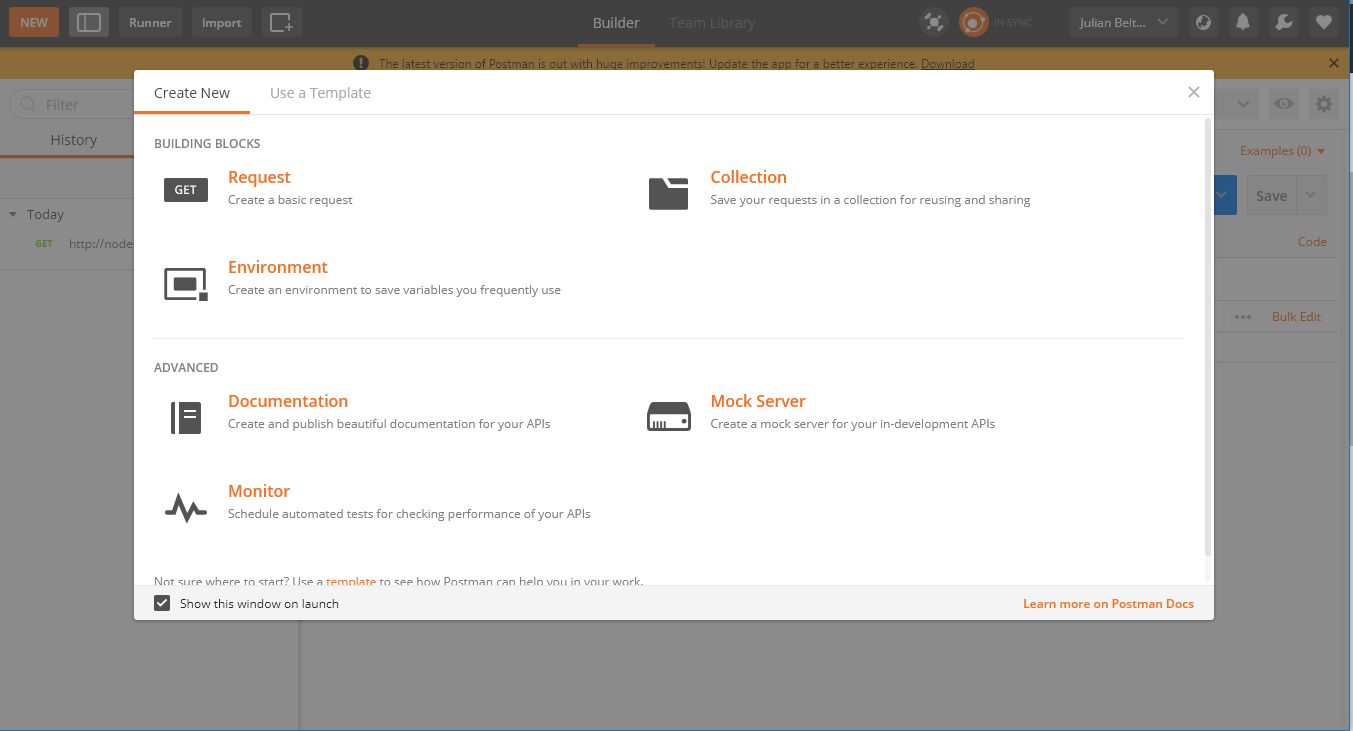 NEW Runner Import Builder Team Library IN SYNC Julian Belt...
The latest version of Postman is out with huge improvements! Update the app for a better experience. Download
Create New Use a Template
Filter
History
Today
GET http://node
Examples (0)
Save
Code
Bulk Edit
BUILDING BLOCKS
GET
Request
Create a basic request
Collection
Save your requests in a collection for reusing and sharing
Environment
Create an environment to save variables you frequently use
ADVANCED
Documentation
Create and publish beautiful documentation for your APIs
Mock Server
Create a mock server for your in-development APIs
Monitor
Schedule automated tests for checking performance of your APIs
Not sure where to start? Use a template to see how Postman can help you in your work.
Show this window on launch
Learn more on Postman Docs